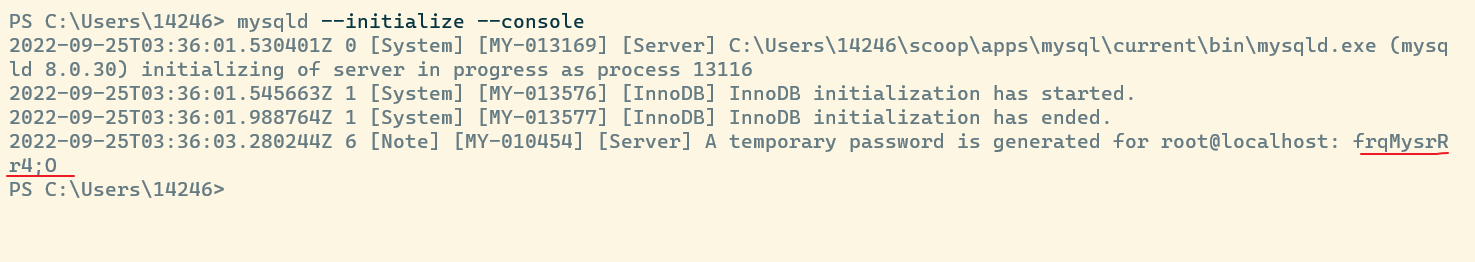 PS C:\Users\14246> mysqld --initialize --console
2022-09-25T03:36:01.530401Z 0 [System] [MY-013169] [Server] C:\Users\14246\scoop\apps\mysql\current\bin\mysqld.exe (mysq
ld 8.0.30) initializing of server in progress as process 13116
2022-09-25T03:36:01.545663Z 1 [System] [MY-013576] [InnoDB] InnoDB initialization has started.
2022-09-25T03:36:01.988764Z 1 [System] [MY-013577] [InnoDB] InnoDB initialization has ended.
2022-09-25T03:36:03.280244Z 6 [Note] [MY-010454] [Server] A temporary password is generated for root@localhost: frqMysrR
r4;O
PS C:\Users\14246>